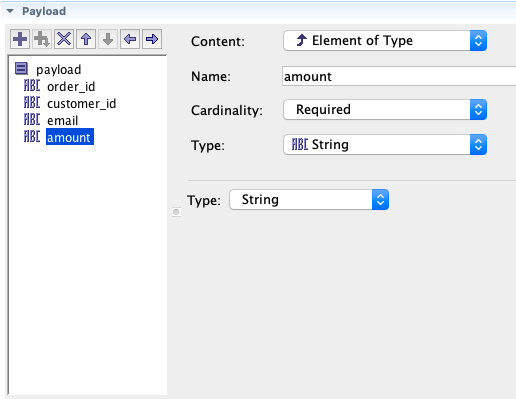 Payload
payload
ABC order_id
ABC customer_id
ABC email
ABC amount
Content: Element of Type
Name: amount
Cardinality: Required
Type: ABC String
Type: String